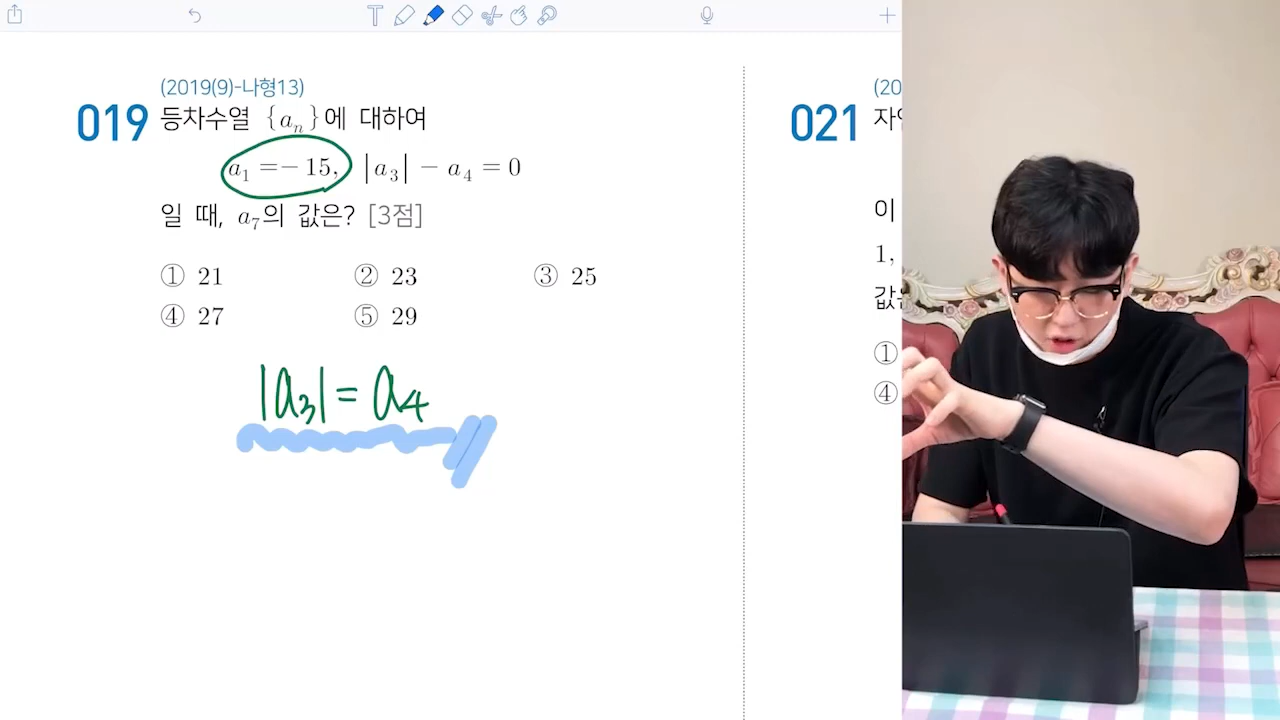 (2019(9)-나형13)
019 등차수열 {aₙ}에 대하여
a₁ =− 15, |a₃| − a₄ = 0
일 때, a₇의 값은? [3점]
① 21 ② 23 ③ 25
④ 27 ⑤ 29
|a₃| = a₄
(20
021
이
1,
①
④